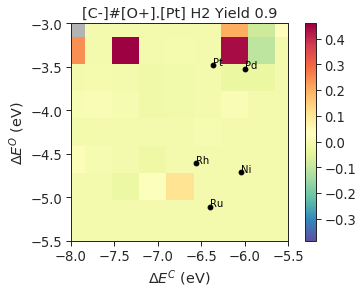 [C-]#[O+].[Pt] H2 Yield 0.9
−3.0
−3.5
−4.0
−4.5
−5.0
−5.5
ΔE^O (eV)
Pt
Pd
Rh
Ni
Ru
−8.0 −7.5 −7.0 −6.5 −6.0 −5.5
ΔE^C (eV)
0.4
0.3
0.2
0.1
0.0
−0.1
−0.2
−0.3